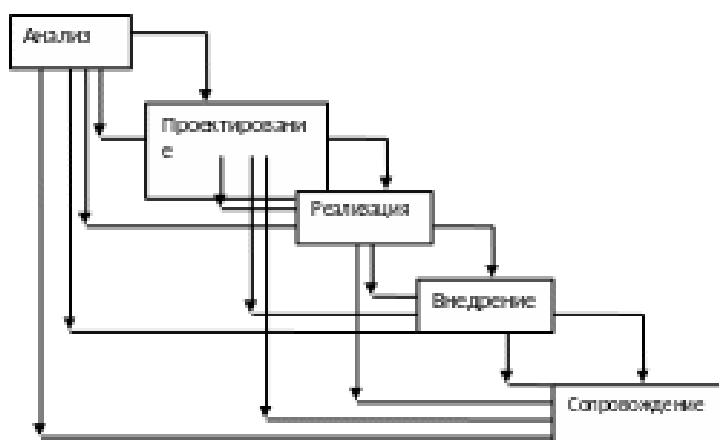 Анализ
Проектировани
е
Реализация
Внедрение
Сопровождение